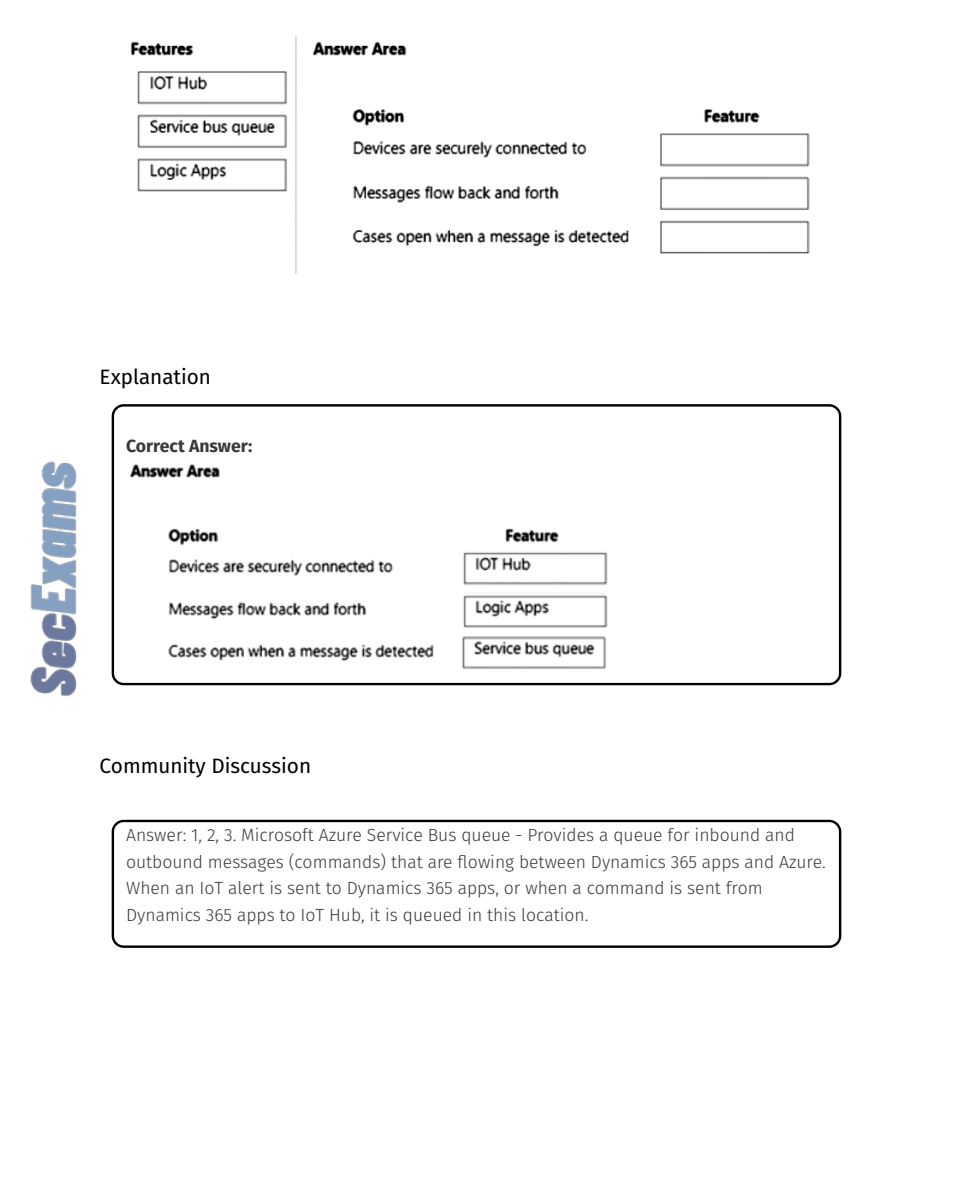 Features
IOT Hub
Service bus queue
Logic Apps
Answer Area
Option Feature
Devices are securely connected to
Messages flow back and forth
Cases open when a message is detected
Explanation
Correct Answer:
Answer Area
Option Feature
Devices are securely connected to IOT Hub
Messages flow back and forth Logic Apps
Cases open when a message is detected Service bus queue
SecExams
Community Discussion
Answer: 1, 2, 3. Microsoft Azure Service Bus queue - Provides a queue for inbound and
outbound messages (commands) that are flowing between Dynamics 365 apps and Azure.
When an IoT alert is sent to Dynamics 365 apps, or when a command is sent from
Dynamics 365 apps to IoT Hub, it is queued in this location.